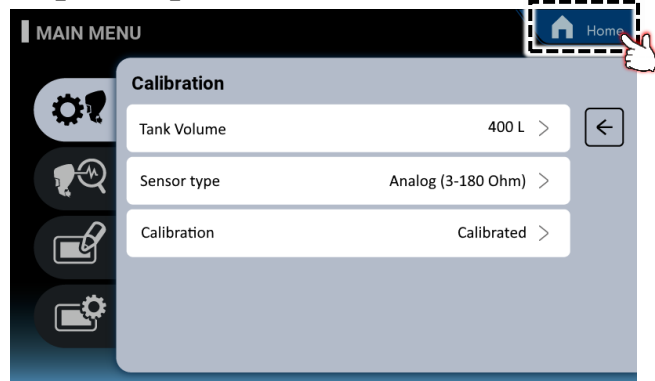 MAIN MENU
Home
Calibration
Tank Volume 400 L
Sensor type Analog (3-180 Ohm)
Calibration Calibrated